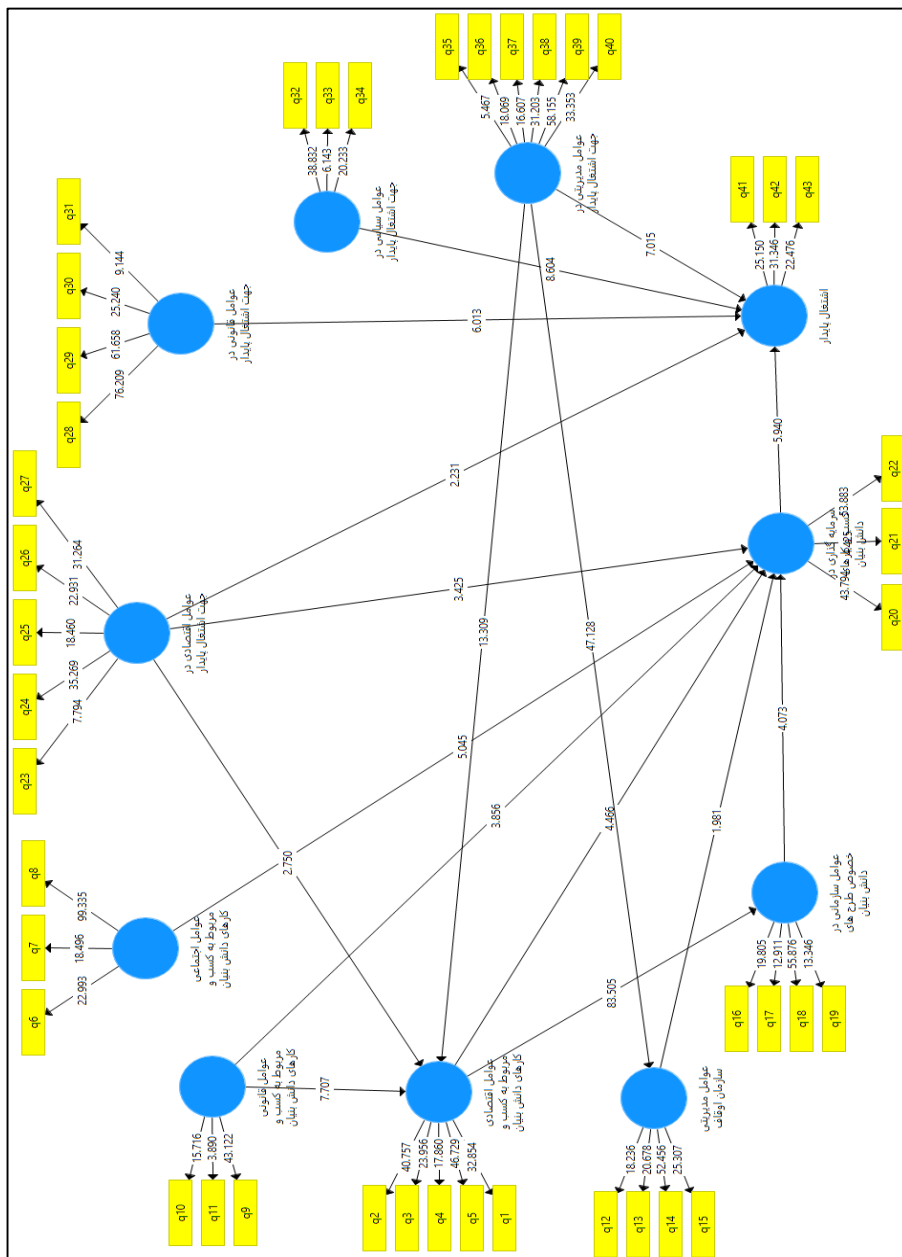 q35
q36
q37
q38
q39
q40
5.467
18.069
16.607
31.203
58.155
33.353
عوامل مدیریتی در
جهت اشتغال پایدار
q32
q33
q34
38.832
6.143
20.233
عوامل سیاسی در
جهت اشتغال پایدار
q31
q30
q29
q28
9.144
25.240
61.658
76.209
عوامل قانونی در
جهت اشتغال پایدار
q41
q42
q43
25.150
31.346
22.476
اشتغال پایدار
7.015
8.604
6.013
2.231
5.940
q27
q26
q25
q24
q23
31.264
22.931
18.460
35.269
7.794
عوامل اقتصادی در
جهت اشتغال پایدار
3.425
13.309
47.128
q22
q21
q20
43.794
سرمایه گذاری در
کسب و کارهای
دانش بنیان
5.045
3.856
2.750
4.466
1.981
4.073
q8
q7
q6
99.335
18.496
22.993
عوامل اجتماعی
مربوط به کسب و
کارهای دانش بنیان
83.505
عوامل سازمانی در
خصوص طرح های
دانش بنیان
19.805
12.911
55.876
13.346
q16
q17
q18
q19
عوامل قانونی
مربوط به کسب و
کارهای دانش بنیان
7.707
15.716
3.890
43.122
q10
q11
q9
عوامل اقتصادی
مربوط به کسب و
کارهای دانش بنیان
40.757
23.956
17.860
46.729
32.854
q2
q3
q4
q5
q1
عوامل مدیریتی
سازمان اوقاف
18.236
20.678
52.456
25.307
q12
q13
q14
q15